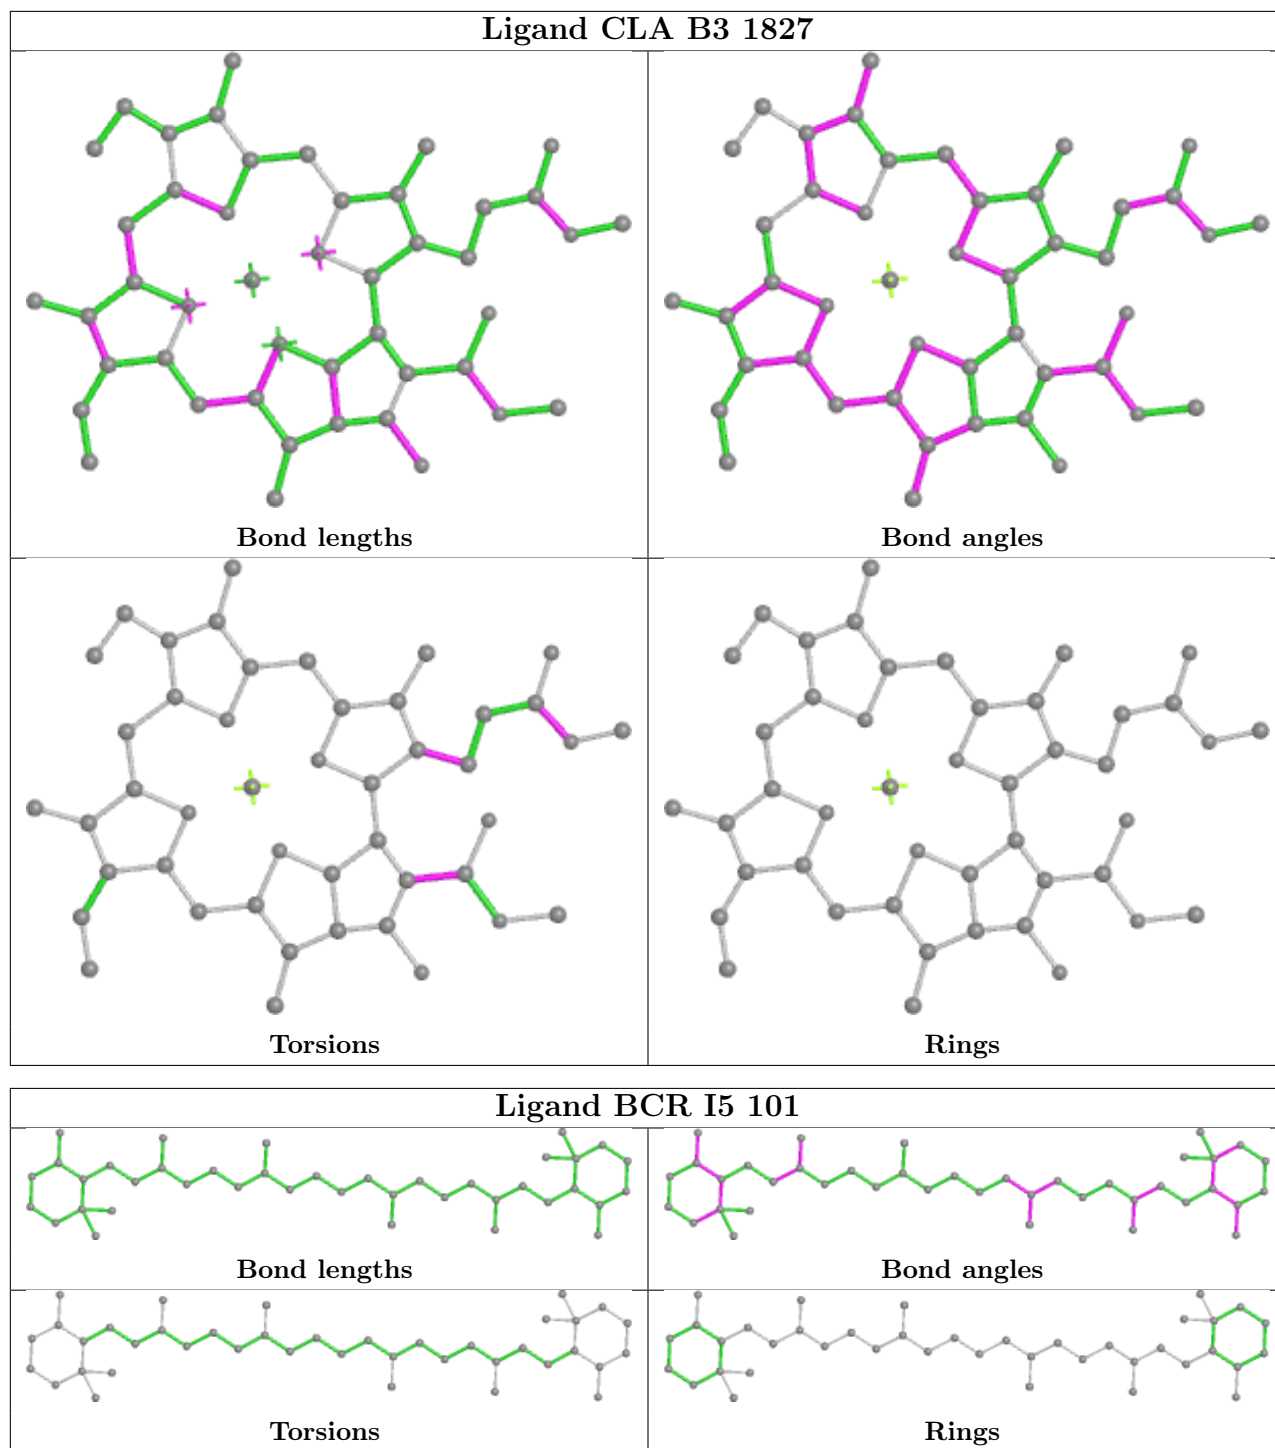 Ligand CLA B3 1827
Bond lengths
Bond angles
Torsions
Rings
Ligand BCR I5 101
Bond lengths
Bond angles
Torsions
Rings